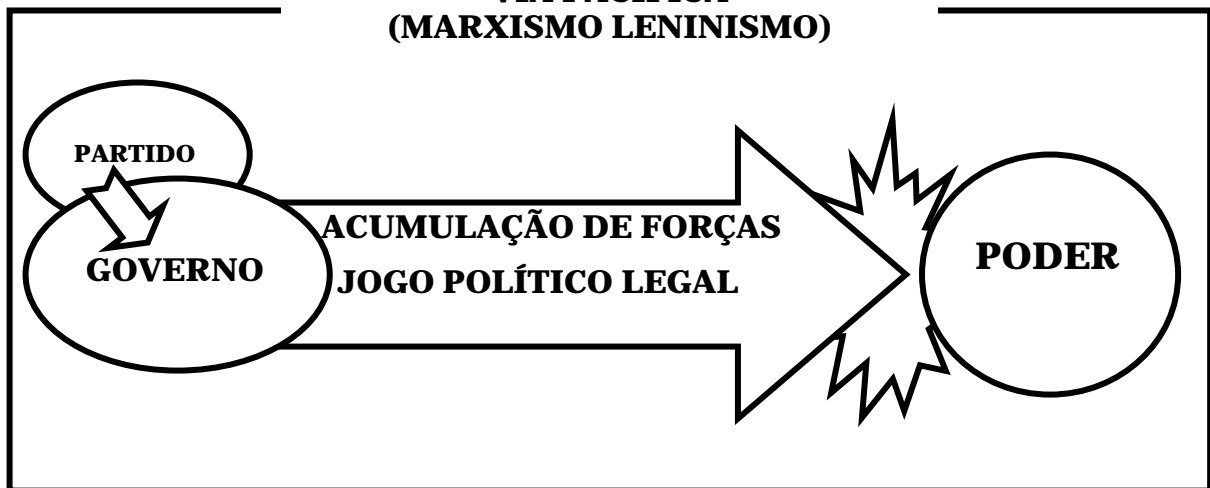 (MARXISMO LENINISMO)
PARTIDO
GOVERNO
ACUMULAÇÃO DE FORÇAS
JOGO POLÍTICO LEGAL
PODER